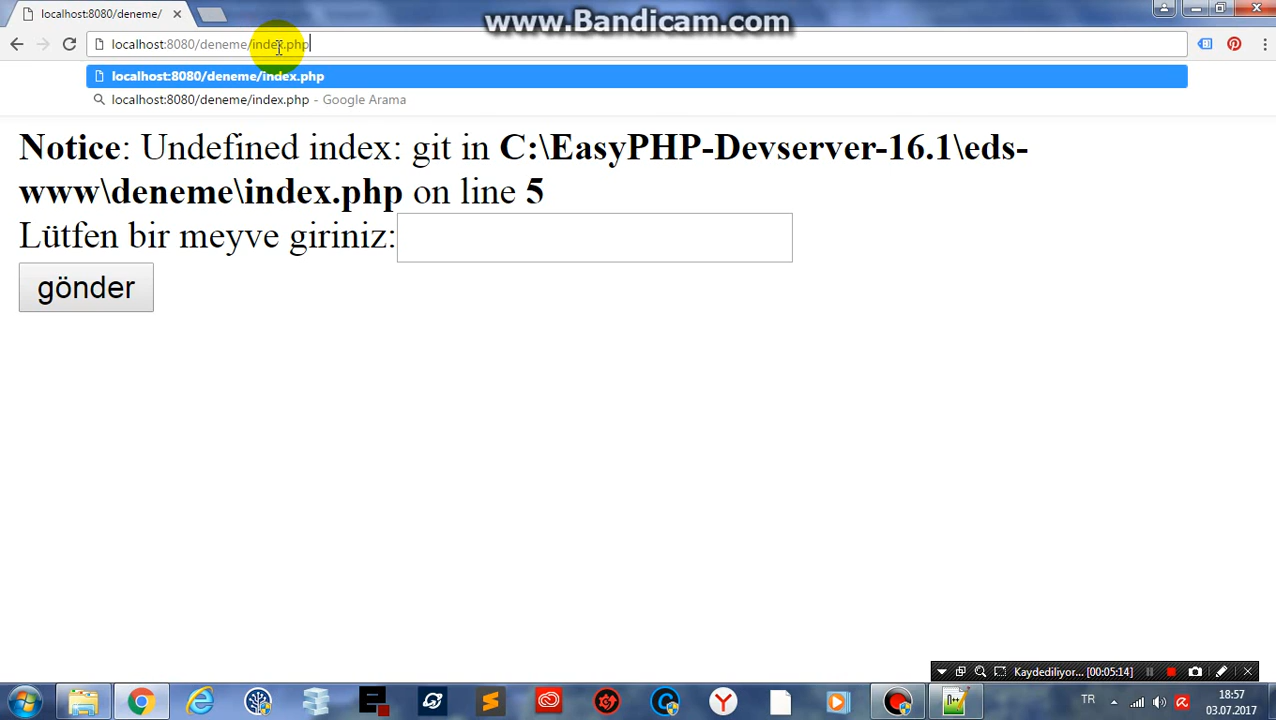 localhost:8080/deneme/
www.Bandicam.com
localhost:8080/deneme/index.php
localhost:8080/deneme/index.php
localhost:8080/deneme/index.php - Google Arama
Notice: Undefined index: git in C:\EasyPHP-Devserver-16.1\eds-
www\deneme\index.php on line 5
Lütfen bir meyve giriniz:
gönder
Kaydediliyor... [00:05:14]
TR
18:57
03.07.2017